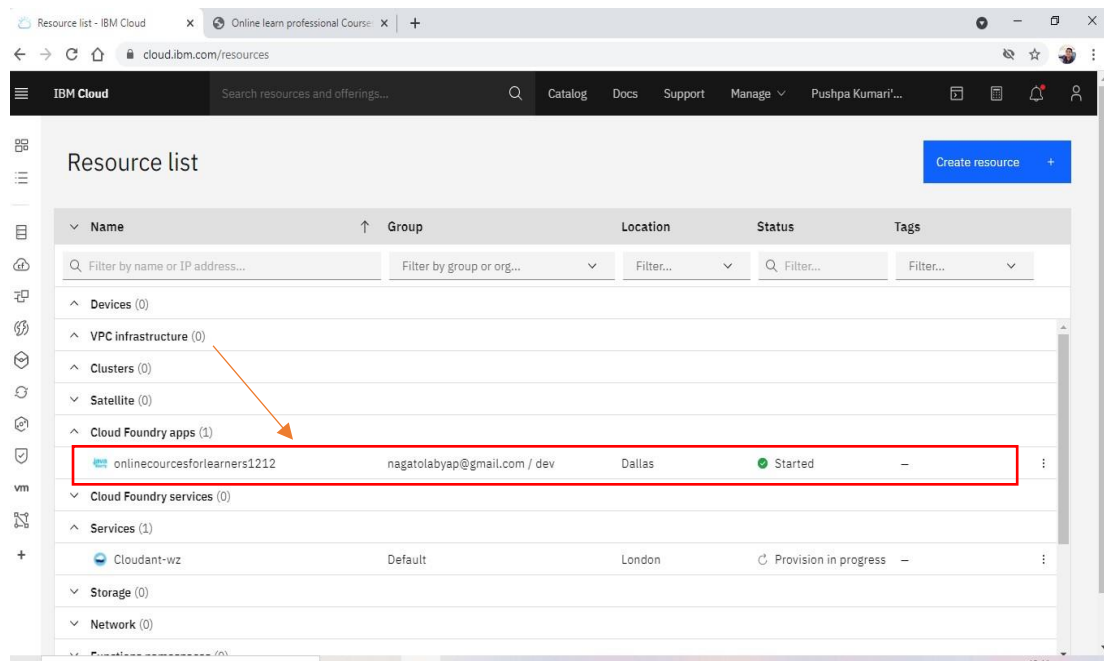 Resource list - IBM Cloud
Online learn professional Course
cloud.ibm.com/resources
IBM Cloud Search resources and offerings... Catalog Docs Support Manage Pushpa Kumari'...
Resource list
Create resource +
Name Group Location Status Tags
Filter by name or IP address... Filter by group or org... Filter... Filter... Filter...
Devices (0)
VPC infrastructure (0)
Clusters (0)
Satellite (0)
Cloud Foundry apps (1)
onlinecourcesforlearners1212 nagatolabyap@gmail.com / dev Dallas Started –
Cloud Foundry services (0)
vm
Services (1)
Cloudant-wz Default London Provision in progress –
Storage (0)
Network (0)